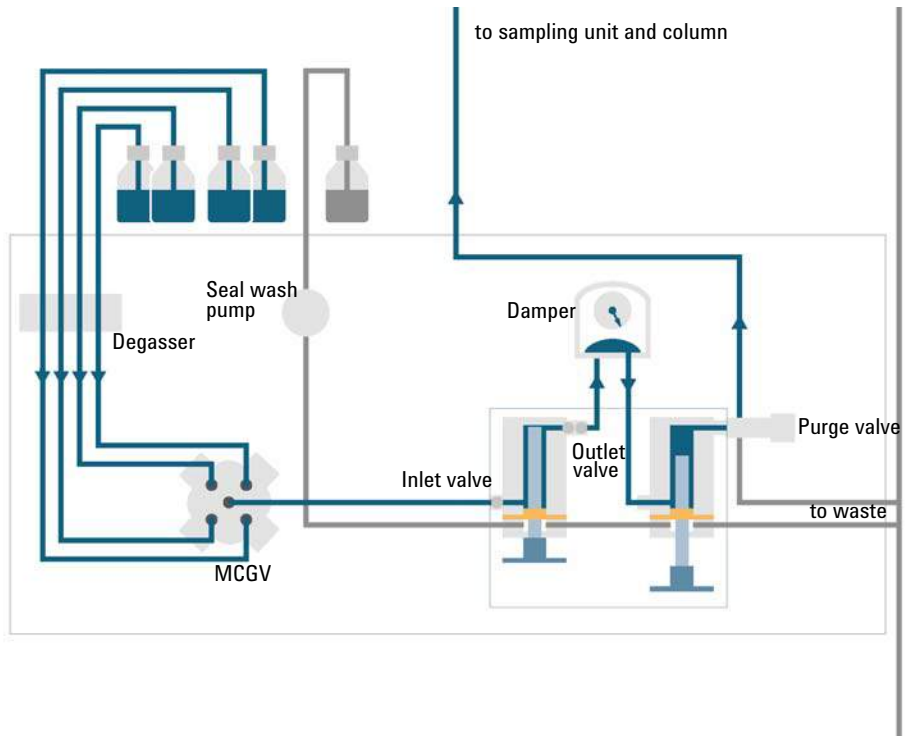 to sampling unit and column
Seal wash
pump
Damper
Degasser
Purge valve
Outlet
valve
Inlet valve
to waste
MCGV